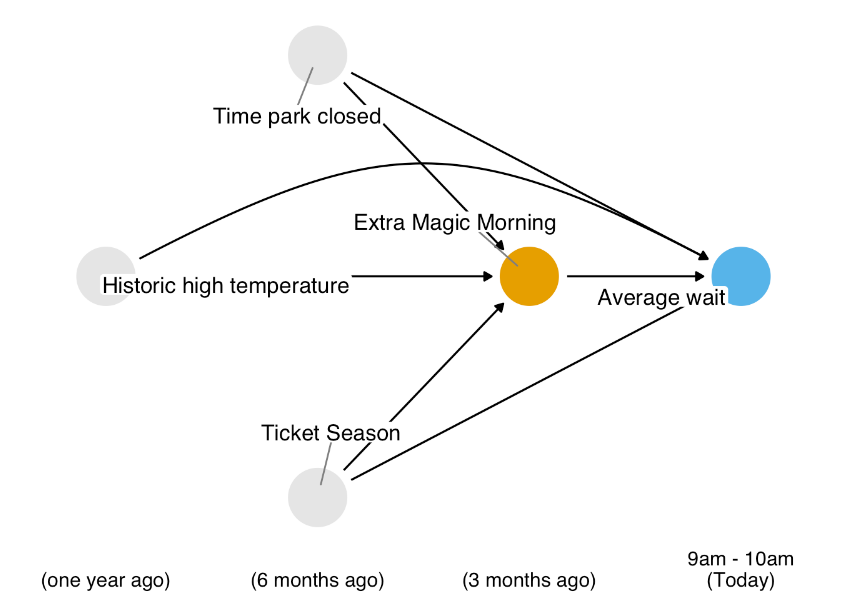 Time park closed
Extra Magic Morning
Historic high temperature
Average wait
Ticket Season
9am - 10am
(one year ago) (6 months ago) (3 months ago) (Today)